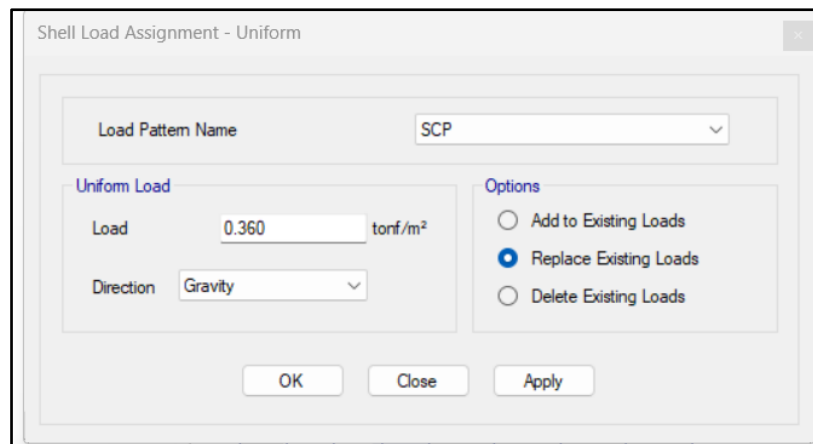 Shell Load Assignment - Uniform
Load Pattern Name
SCP
Uniform Load
Load
0.360
tonf/m²
Direction
Gravity
Options
Add to Existing Loads
Replace Existing Loads
Delete Existing Loads
OK
Close
Apply